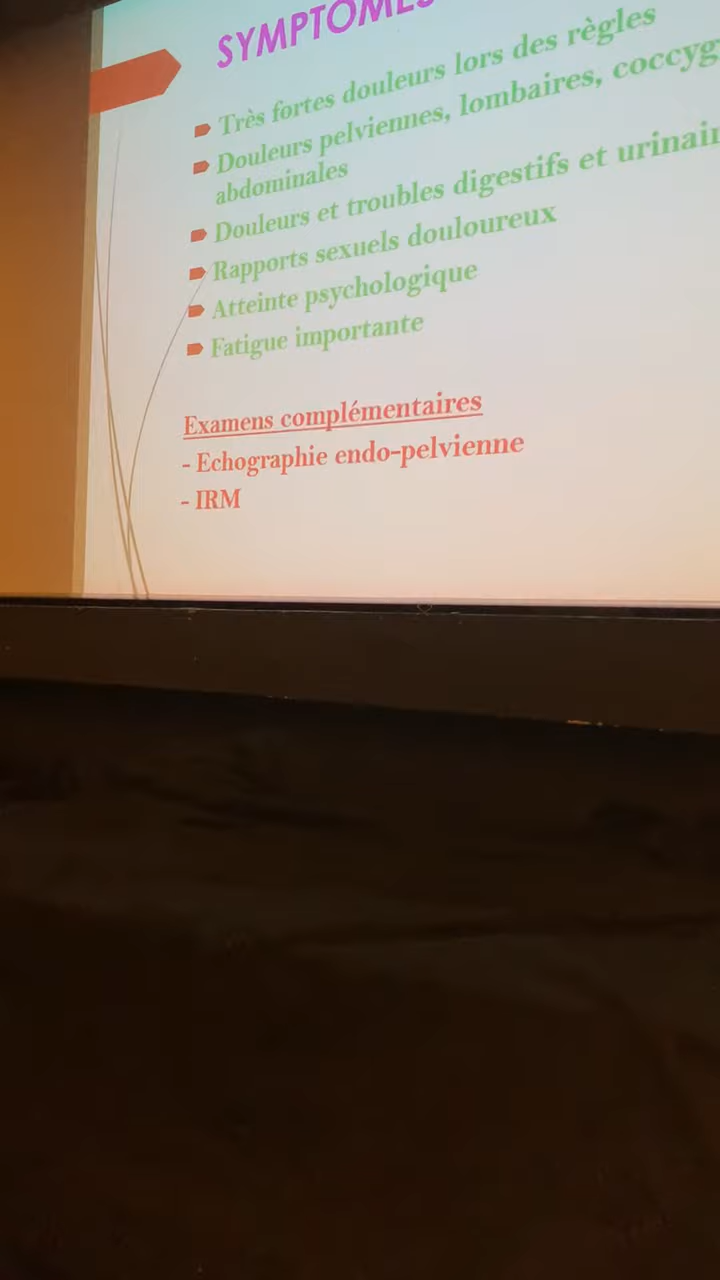 SYMPTOMES
Très fortes douleurs lors des règles
Douleurs pelviennes, lombaires,
abdominales
Douleurs et troubles digestifs et
Rapports sexuels douloureux
Atteinte psychologique
Fatigue importante
Examens complémentaires
- Echographie endo-pelvienne
- IRM